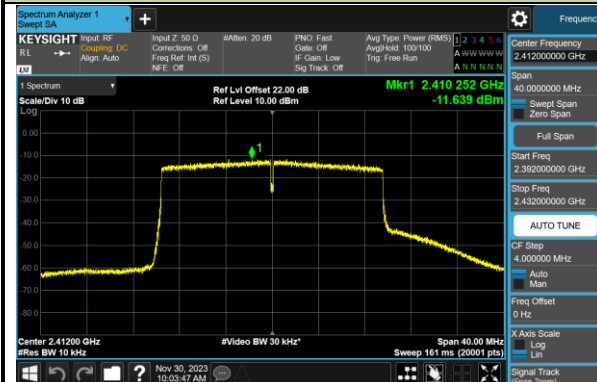 Spectrum Analyzer 1
Swept SA
+
Frequenc
KEYSIGHT
RL
Input: RF
Coupling: DC
Align: Auto
Input Z: 50 Ω
Corrections: Off
Freq Ref: Int (S)
NFE: Off
#Atten: 20 dB
PNO: Fast
Gate: Off
IF Gain: Low
Sig Track: Off
Avg Type: Power (RMS)
Avg|Hold: 100/100
Trig: Free Run
1 2 3 4 5 6
A W W W W W
A N N N N N
1 Spectrum
Scale/Div 10 dB
Ref Lvl Offset 22.00 dB
Ref Level 10.00 dBm
Mkr1 2.410 252 GHz
-11.639 dBm
Log
0.00
-10.0
-20.0
-30.0
-40.0
-50.0
-60.0
-70.0
-80.0
1
Center 2.41200 GHz
#Res BW 10 kHz
#Video BW 30 kHz*
Span 40.00 MHz
Sweep 161 ms (20001 pts)
Center Frequency
2.412000000 GHz
Span
40.0000000 MHz
Swept Span
Zero Span
Full Span
Start Freq
2.392000000 GHz
Stop Freq
2.432000000 GHz
AUTO TUNE
CF Step
4.000000 MHz
Auto
Man
Freq Offset
0 Hz
X Axis Scale
Log
Lin
Signal Track
(Span Zoom)
?
Nov 30, 2023
10:03:47 AM